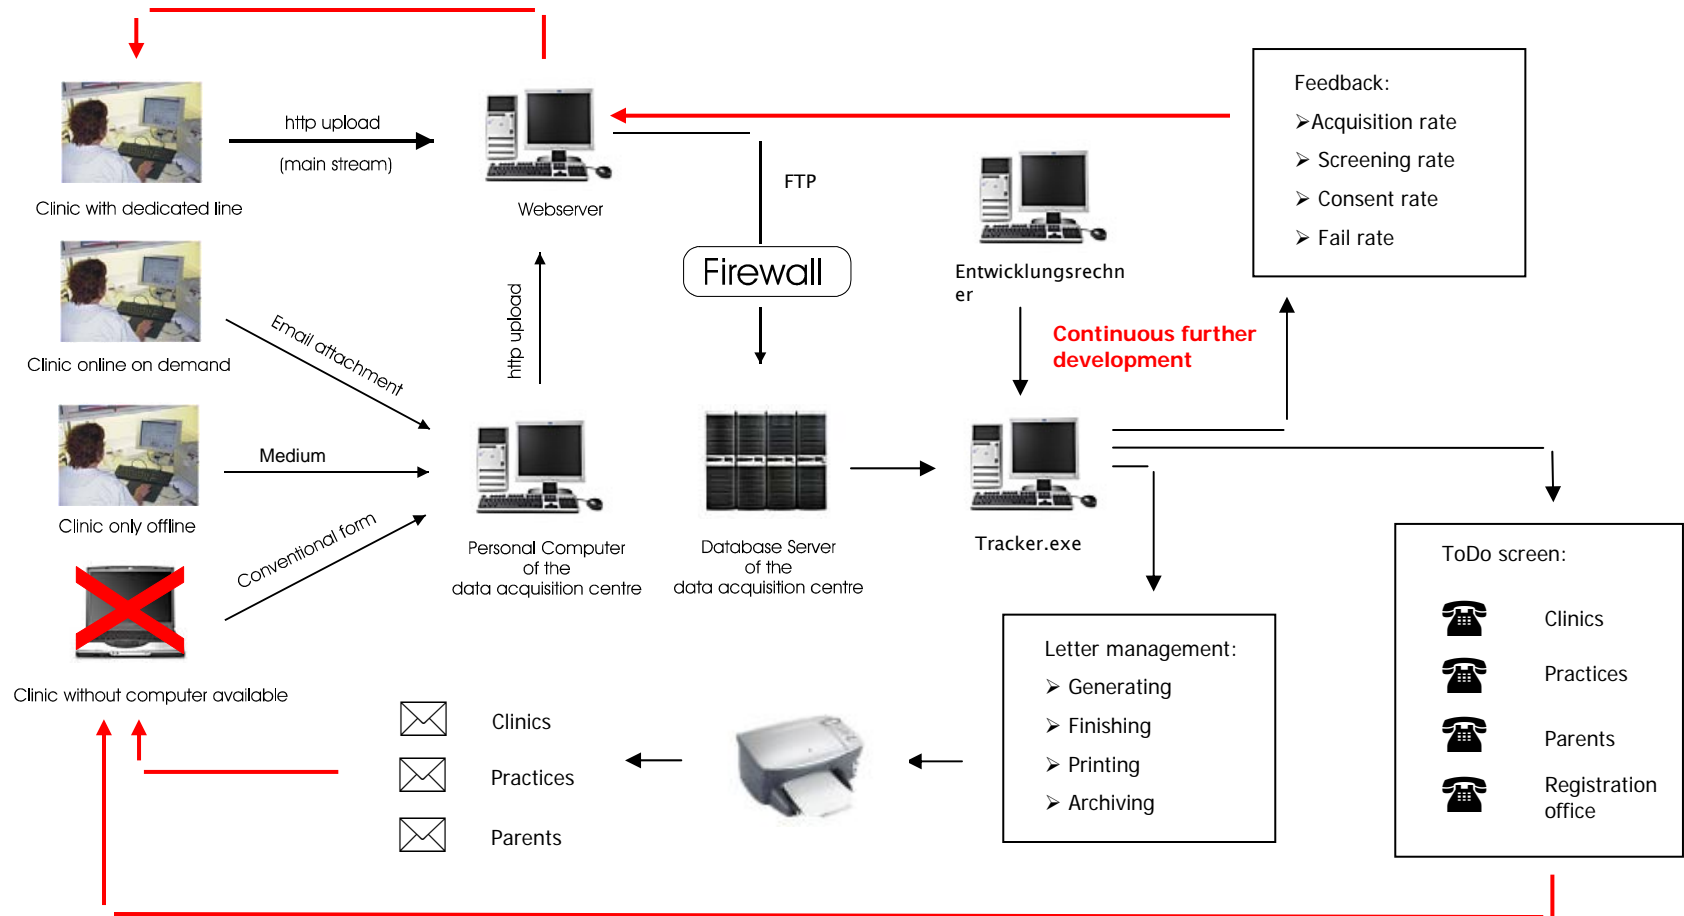 http upload
(main stream)
Clinic with dedicated line
Webserver
FTP
Firewall
Entwicklungsrechn
er
Feedback:
➢Acquisition rate
➢ Screening rate
➢ Consent rate
➢ Fail rate
Continuous further
development
Clinic online on demand
Email attachment
http upload
Medium
Clinic only offline
Conventional form
Clinic without computer available
Personal Computer
of the
data acquisition centre
Database Server
of the
data acquisition centre
Tracker.exe
ToDo screen:
Clinics
Practices
Parents
Registration
office
Letter management:
➢ Generating
➢ Finishing
➢ Printing
➢ Archiving
Clinics
Practices
Parents